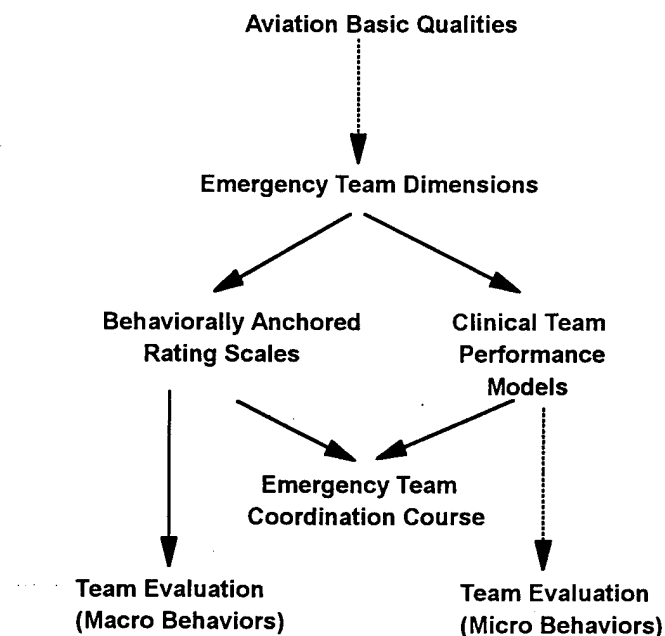 Aviation Basic Qualities
Emergency Team Dimensions
Behaviorally Anchored
Rating Scales
Clinical Team
Performance
Models
Emergency Team
Coordination Course
Team Evaluation
(Macro Behaviors)
Team Evaluation
(Micro Behaviors)